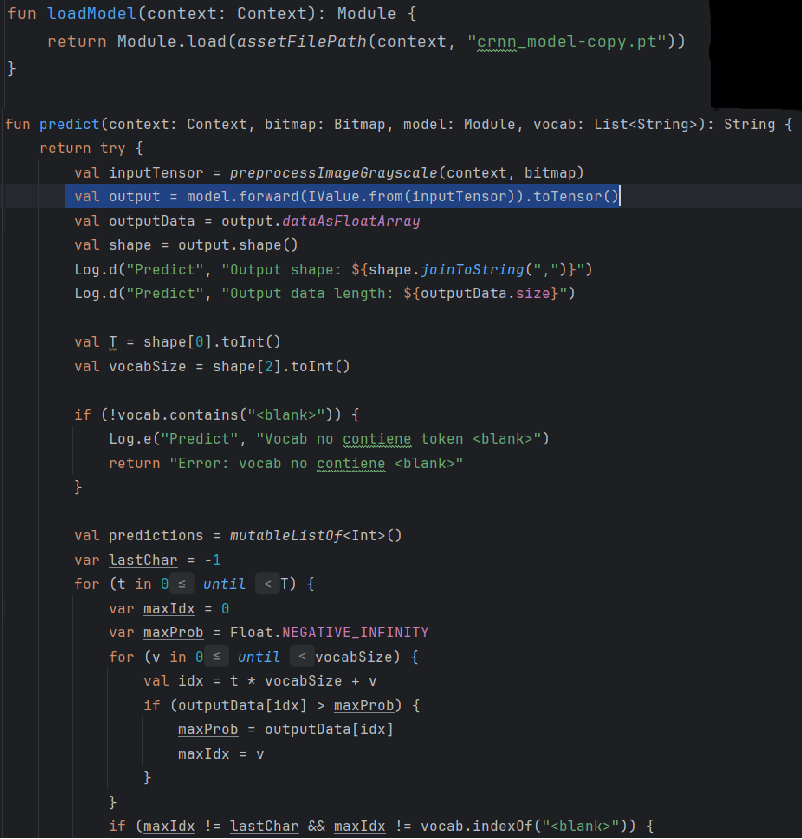 fun loadModel(context: Context): Module {
return Module.load(assetFilePath(context, "crnn_model-copy.pt"))
}
fun predict(context: Context, bitmap: Bitmap, model: Module, vocab: List<String>): String {
return try {
val inputTensor = preprocessImageGrayscale(context, bitmap)
val output = model.forward(IValue.from(inputTensor)).toTensor()
val outputData = output.dataAsFloatArray
val shape = output.shape()
Log.d("Predict", "Output shape: ${shape.joinToString(",")}")
Log.d("Predict", "Output data length: ${outputData.size}")
val T = shape[0].toInt()
val vocabSize = shape[2].toInt()
if (!vocab.contains("<blank>")) {
Log.e("Predict", "Vocab no contiene token <blank>")
return "Error: vocab no contiene <blank>"
}
val predictions = mutableListOf<Int>()
var lastChar = -1
for (t in 0 ≤ until < T) {
var maxIdx = 0
var maxProb = Float.NEGATIVE_INFINITY
for (v in 0 ≤ until < vocabSize) {
val idx = t * vocabSize + v
if (outputData[idx] > maxProb) {
maxProb = outputData[idx]
maxIdx = v
}
}
if (maxIdx != lastChar && maxIdx != vocab.indexOf("<blank>")) {